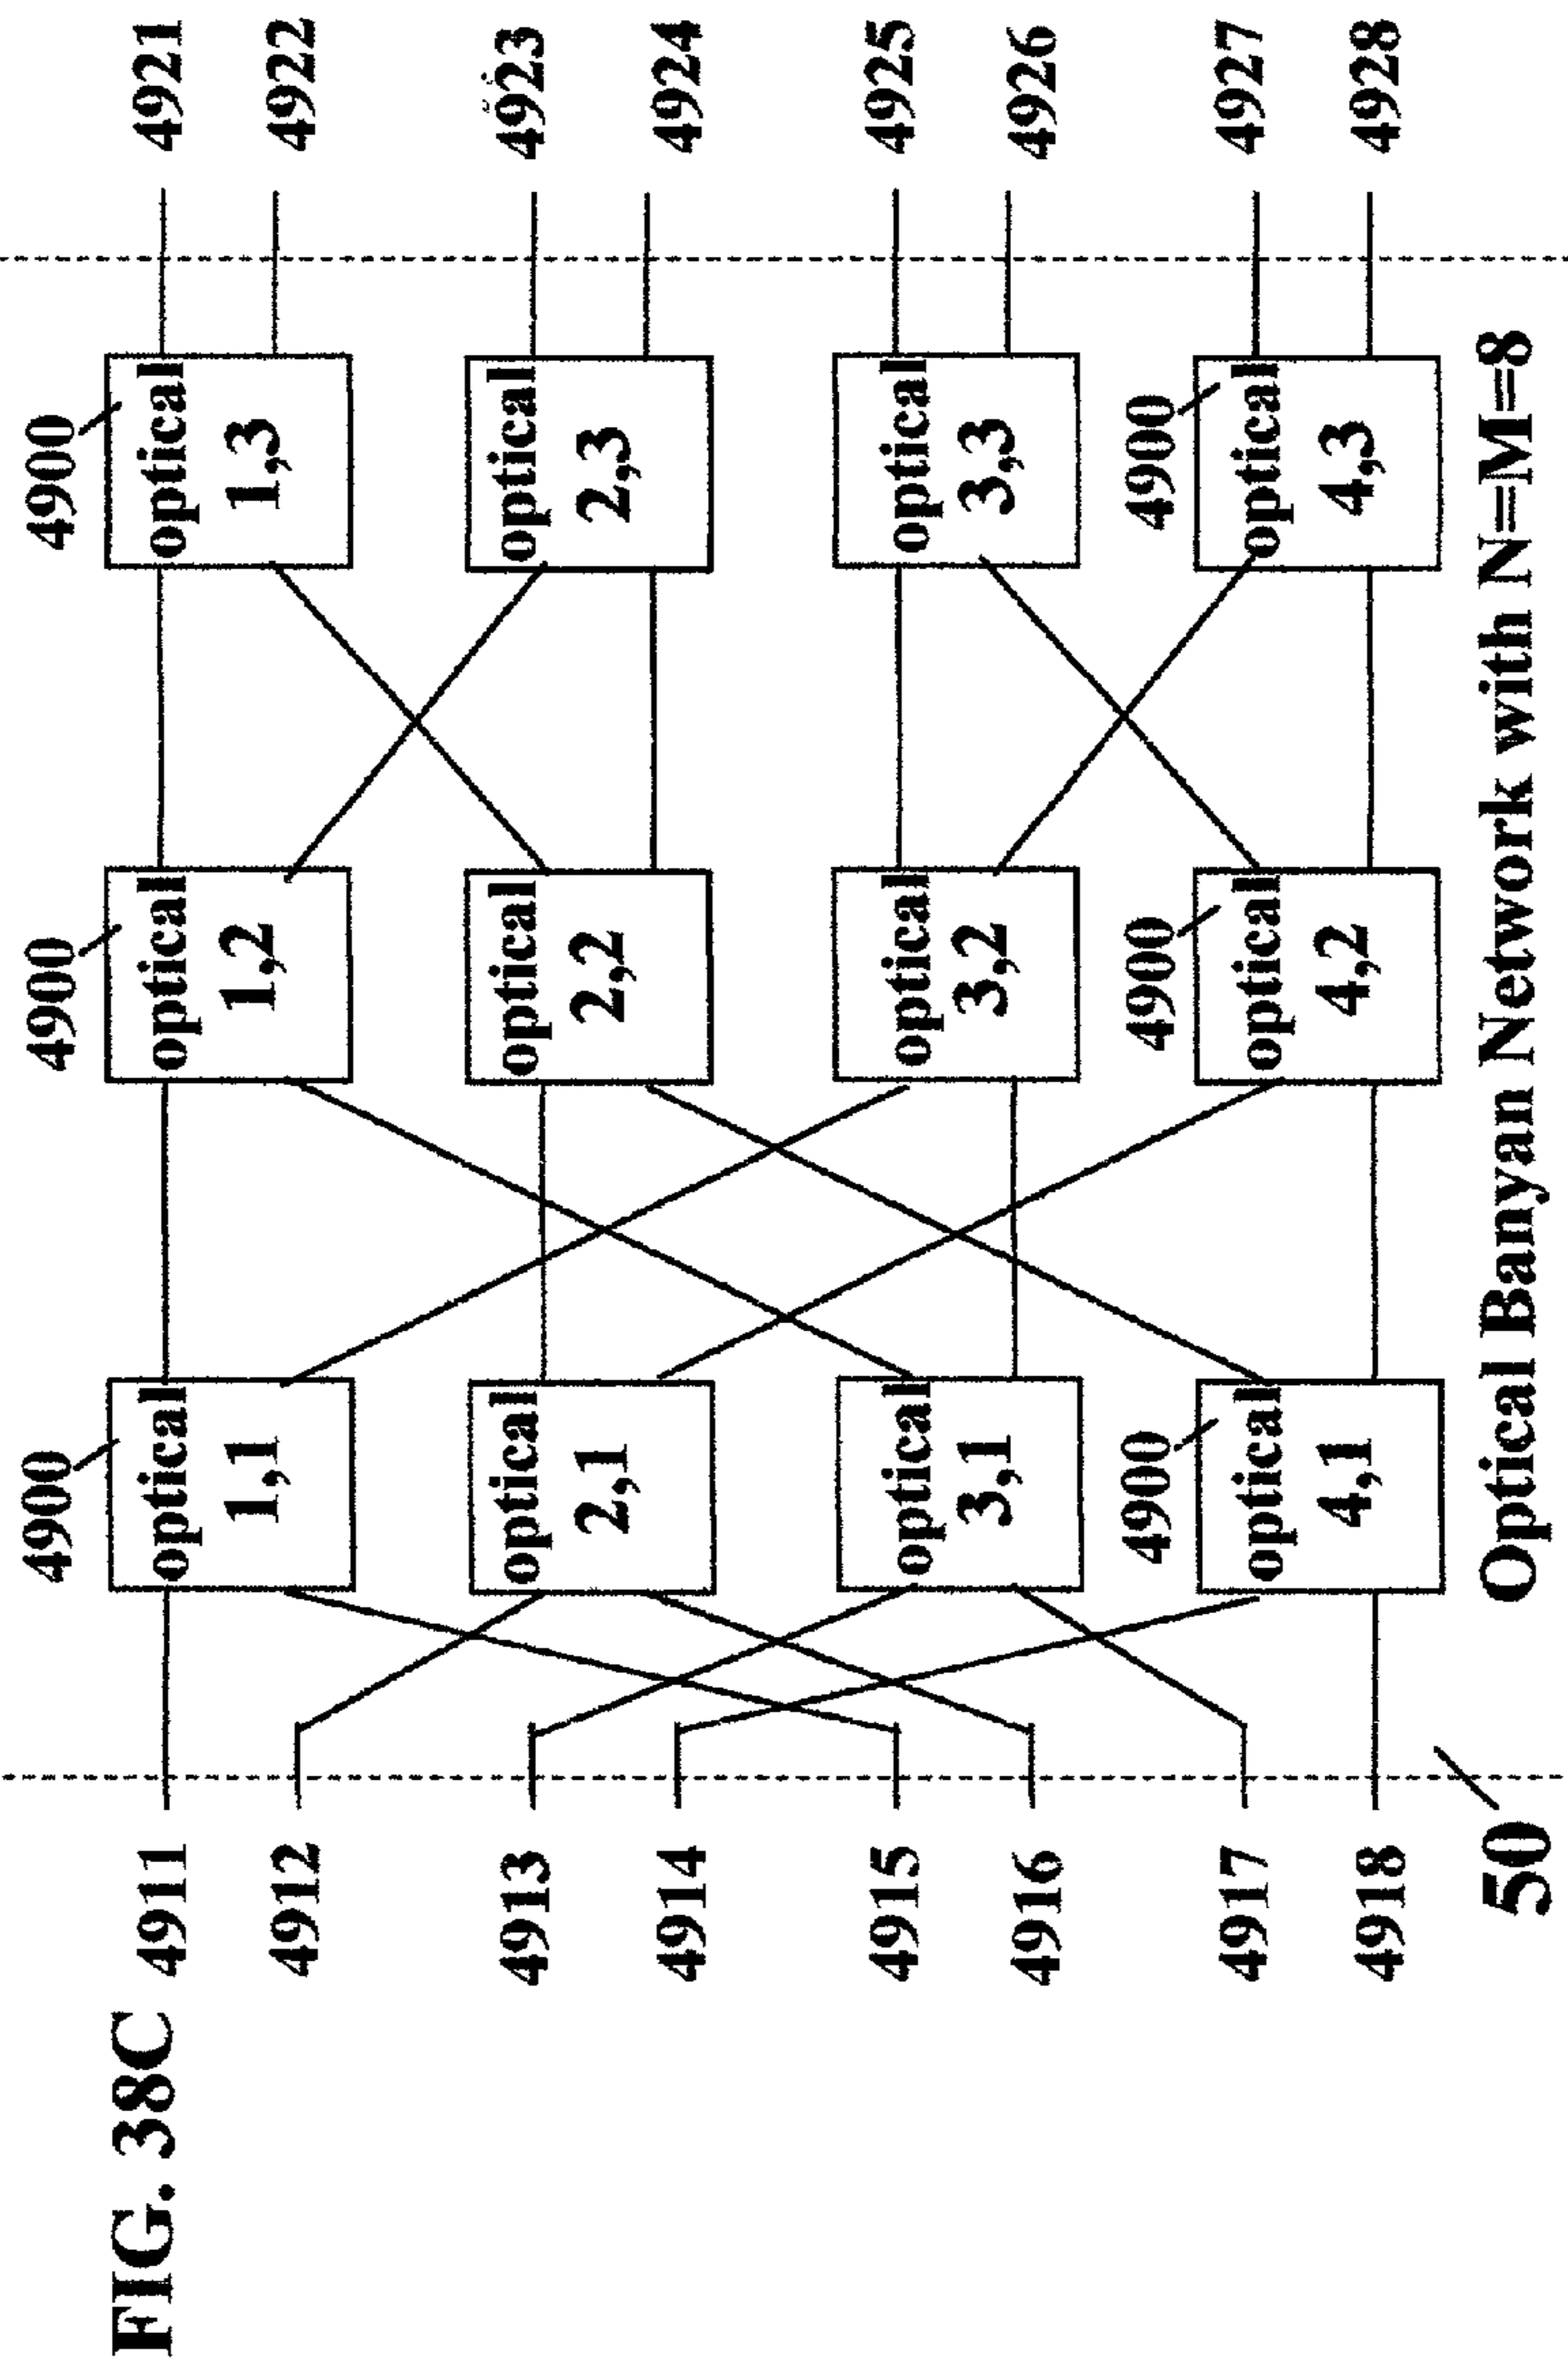 FIG. 38C
4911
4912
4913
4914
4915
4916
4917
4918
4900
optical
1,1
optical
2,1
optical
3,1
4900
optical
4,1
4900
optical
1,2
optical
2,2
optical
3,2
4900
optical
4,2
4900
optical
1,3
optical
2,3
optical
3,3
4900
optical
4,3
4921
4922
4923
4924
4925
4926
4927
4928
50
Optical Banyan Network with N=M=8